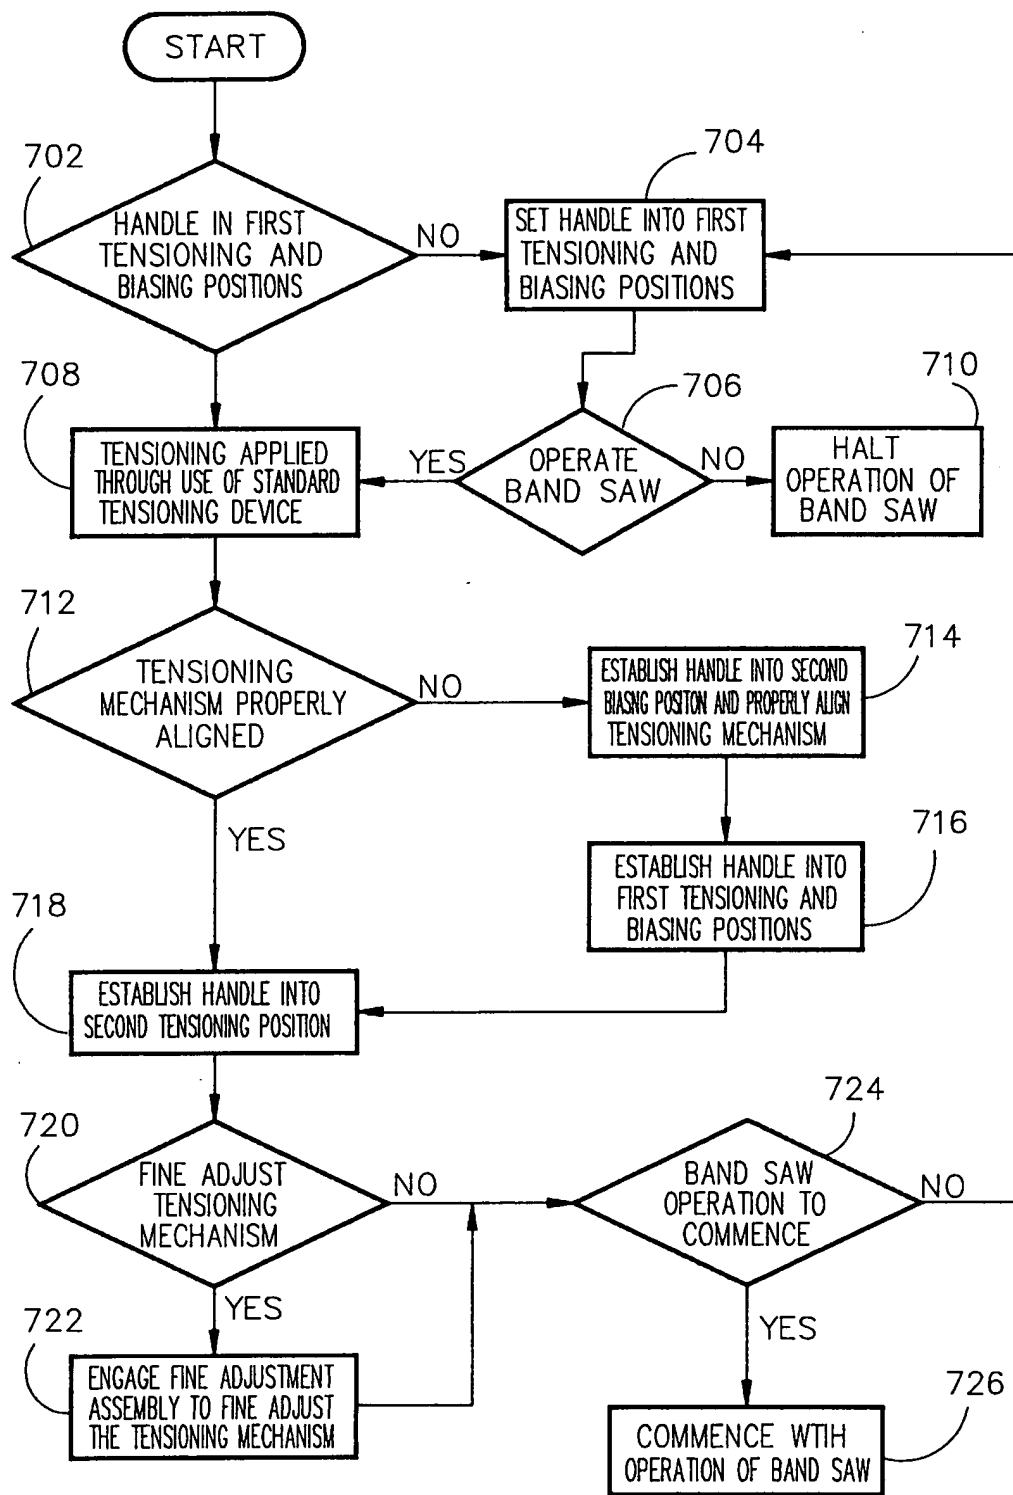 START
702
HANDLE IN FIRST
TENSIONING AND
BIASING POSITIONS
NO
704
SET HANDLE INTO FIRST
TENSIONING AND
BIASING POSITIONS
708
TENSIONING APPLIED
THROUGH USE OF STANDARD
TENSIONING DEVICE
YES
706
OPERATE
BAND SAW
NO
710
HALT
OPERATION OF
BAND SAW
712
TENSIONING
MECHANISM PROPERLY
ALIGNED
NO
714
ESTABLISH HANDLE INTO SECOND
BIASNG POSITON AND PROPERLY ALIGN
TENSIONING MECHANISM
YES
716
ESTABLISH HANDLE INTO
FIRST TENSIONING AND
BIASING POSITIONS
718
ESTABLISH HANDLE INTO
SECOND TENSIONING POSITION
720
FINE ADJUST
TENSIONING
MECHANISM
NO
724
BAND SAW
OPERATION TO
COMMENCE
NO
YES
722
ENGAGE FINE ADJUSTMENT
ASSEMBLY TO FINE ADJUST
THE TENSIONING MECHANISM
YES
726
COMMENCE WTIH
OPERATION OF BAND SAW